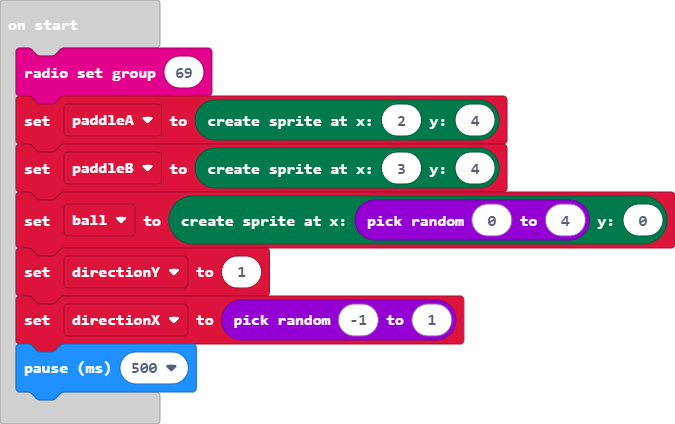 on start
radio set group 69
set paddleA to create sprite at x: 2 y: 4
set paddleB to create sprite at x: 3 y: 4
set ball to create sprite at x: pick random 0 to 4 y: 0
set directionY to 1
set directionX to pick random -1 to 1
pause (ms) 500